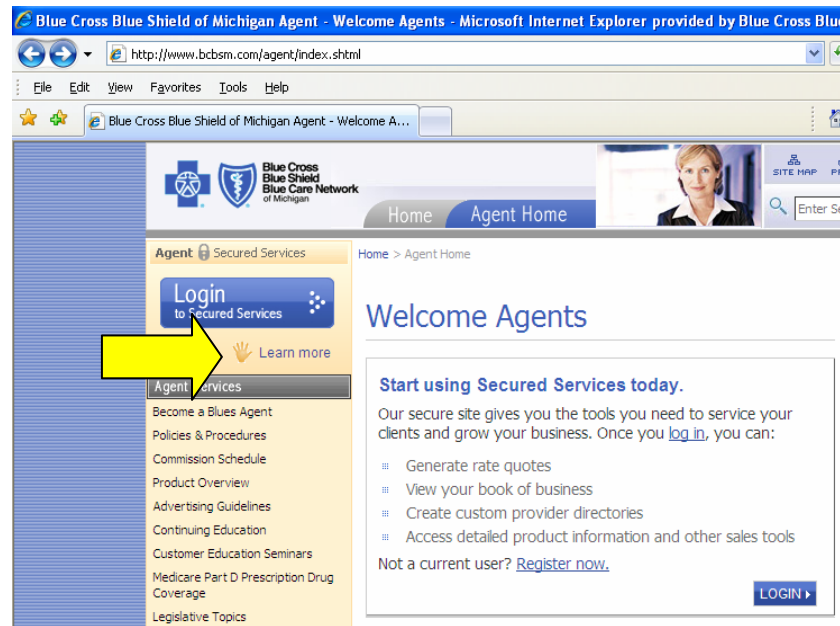 Blue Cross Blue Shield of Michigan Agent - Welcome Agents - Microsoft Internet Explorer provided by Blue Cross Blu
http://www.bcbsm.com/agent/index.shtml
File Edit View Favorites Tools Help
Blue Cross Blue Shield of Michigan Agent - Welcome A...
Blue Cross
Blue Shield
Blue Care Network
of Michigan
SITE MAP
Home Agent Home
Enter Se
Agent Secured Services
Home > Agent Home
Login
to Secured Services
Learn more
Welcome Agents
Agent Services
Become a Blues Agent
Policies & Procedures
Commission Schedule
Product Overview
Advertising Guidelines
Continuing Education
Customer Education Seminars
Medicare Part D Prescription Drug
Coverage
Legislative Topics
Start using Secured Services today.
Our secure site gives you the tools you need to service your
clients and grow your business. Once you log in, you can:
Generate rate quotes
View your book of business
Create custom provider directories
Access detailed product information and other sales tools
Not a current user? Register now.
LOGIN